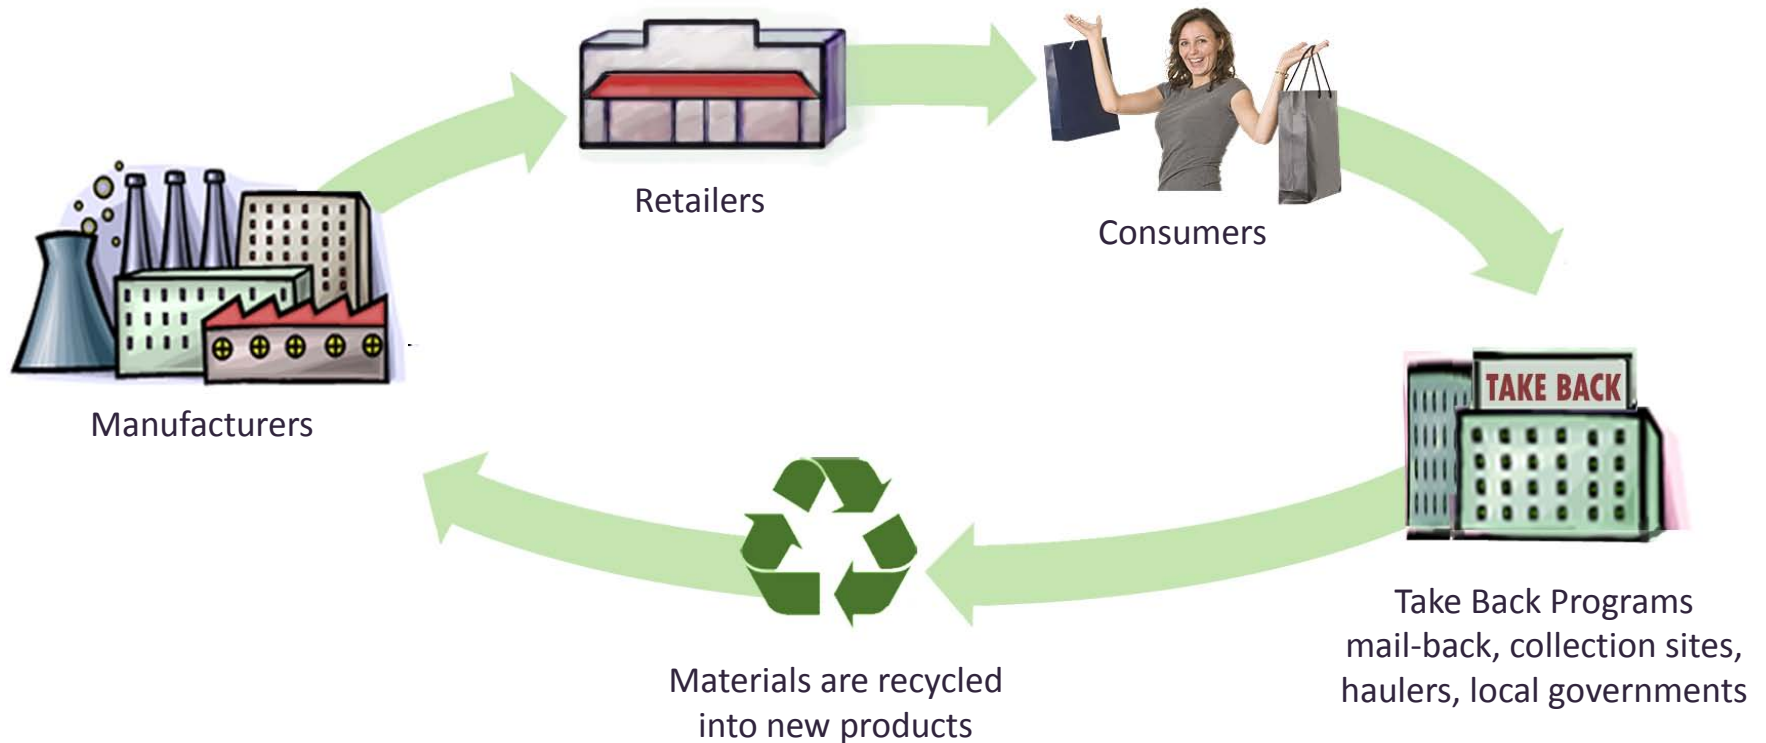 Retailers
Consumers
Manufacturers
TAKE BACK
Take Back Programs
mail-back, collection sites,
haulers, local governments
Materials are recycled
into new products